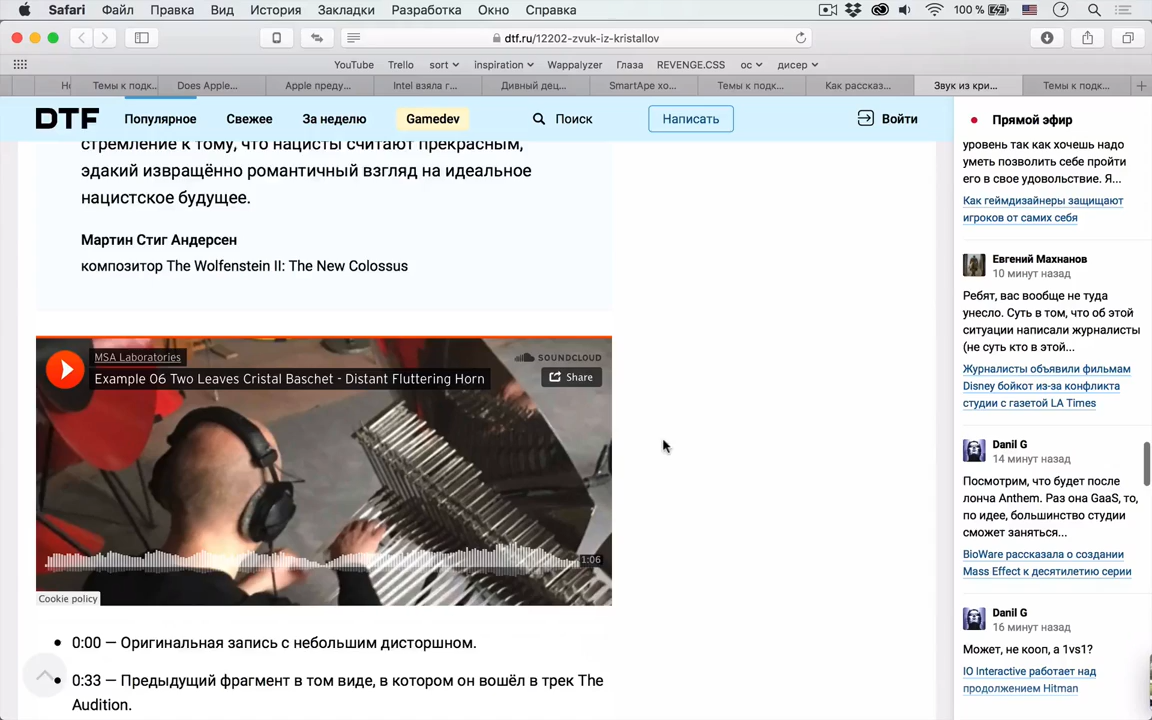 Safari Файл Правка Вид История Закладки Разработка Окно Справка 100 %
dtf.ru/12202-zvuk-iz-kristallov
YouTube Trello sort inspiration Wappalyzer Глаза REVENGE.CSS ос дисер
Не Темы к подк... Does Apple... Apple преду... Intel взяла г... Дивный дец... SmartApe хо... Темы к подк... Как рассказ... Звук из кри... Темы к подк...
DTF Популярное Свежее За неделю Gamedev Поиск Написать Войти
стремление к тому, что нацисты считают прекрасным,
эдакий извращённо романтичный взгляд на идеальное
нацистское будущее.
Мартин Стиг Андерсен
композитор The Wolfenstein II: The New Colossus
MSA Laboratories
SOUNDCLOUD
Example 06 Two Leaves Cristal Baschet - Distant Fluttering Horn
Share
1:06
Cookie policy
• 0:00 — Оригинальная запись с небольшим дисторшном.
• 0:33 — Предыдущий фрагмент в том виде, в котором он вошёл в трек The
Audition.
Прямой эфир
уровень так как хочешь надо
уметь позволить себе пройти
его в свое удовольствие. Я...
Как геймдизайнеры защищают
игроков от самих себя
Евгений Махнанов
10 минут назад
Ребят, вас вообще не туда
унесло. Суть в том, что об этой
ситуации написали журналисты
(не суть кто в этой...
Журналисты объявили фильмам
Disney бойкот из-за конфликта
студии с газетой LA Times
Danil G
14 минут назад
Посмотрим, что будет после
лонча Anthem. Раз она GaaS, то,
по идее, большинство студии
сможет заняться...
BioWare рассказала о создании
Mass Effect к десятилетию серии
Danil G
16 минут назад
Может, не кооп, а 1vs1?
IO Interactive работает над
продолжением Hitman